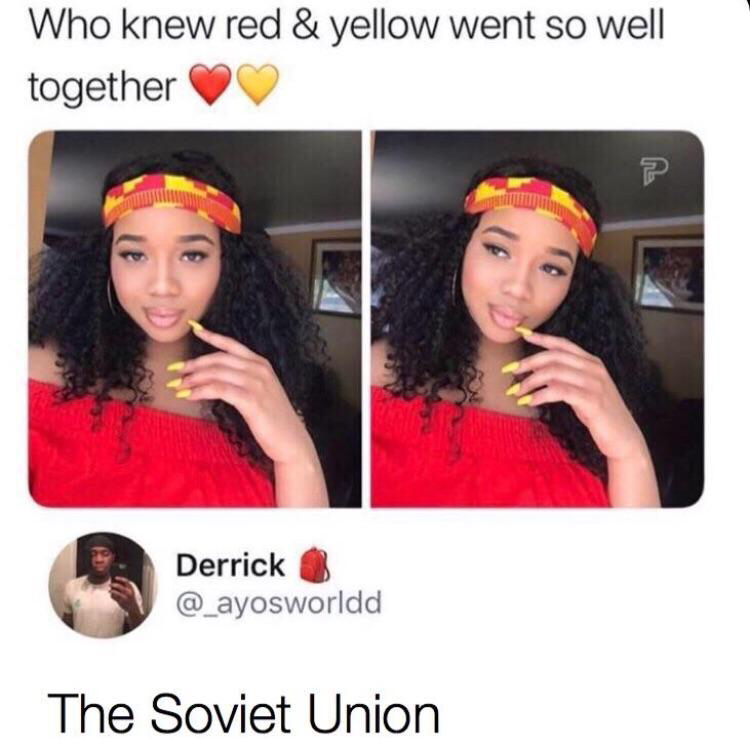 Who knew red & yellow went so well
together ❤️💛
P
Derrick 🎒
@_ayosworldd
The Soviet Union